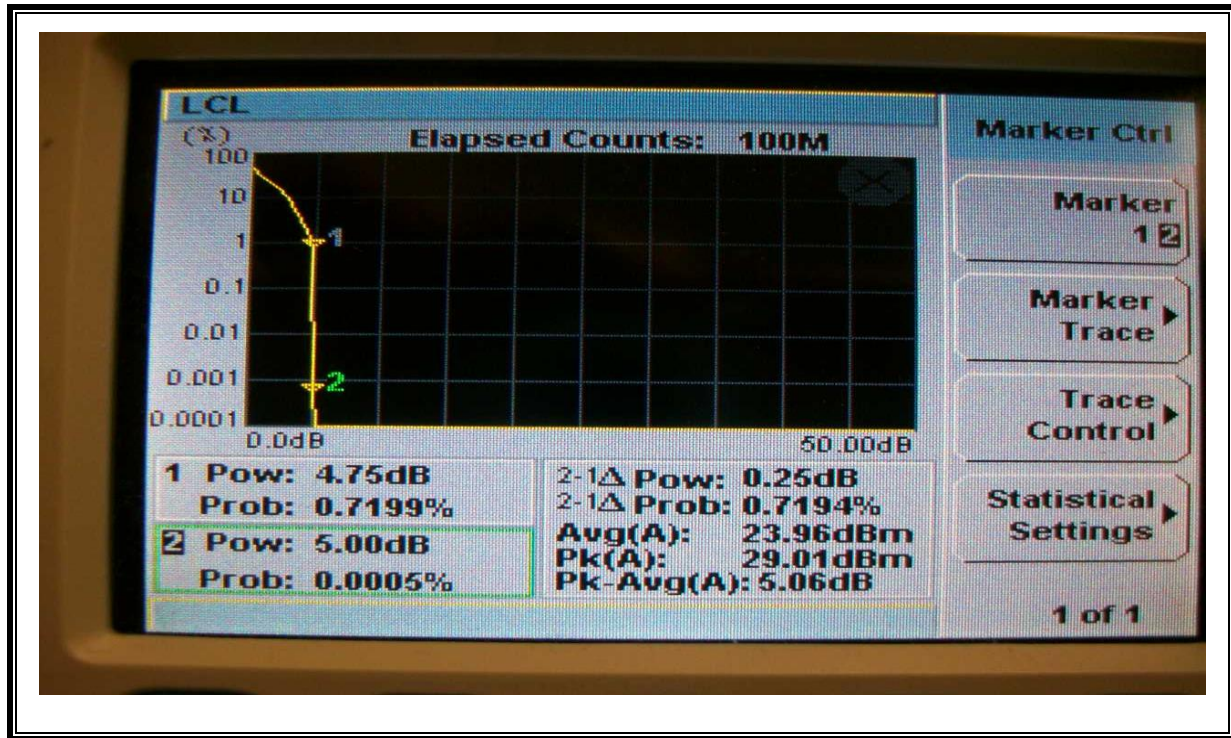 LCL
(%)
Elapsed Counts: 100M
100
10
1
0.1
0.01
0.001
0.0001
1
2
0.0dB
50.00dB
1 Pow: 4.75dB
Prob: 0.7199%
2 Pow: 5.00dB
Prob: 0.0005%
2-1Δ Pow: 0.25dB
2-1Δ Prob: 0.7194%
Avg(A): 23.96dBm
Pk(A): 29.01dBm
Pk-Avg(A): 5.06dB
Marker Ctrl
Marker
1 2
Marker
Trace
Trace
Control
Statistical
Settings
1 of 1